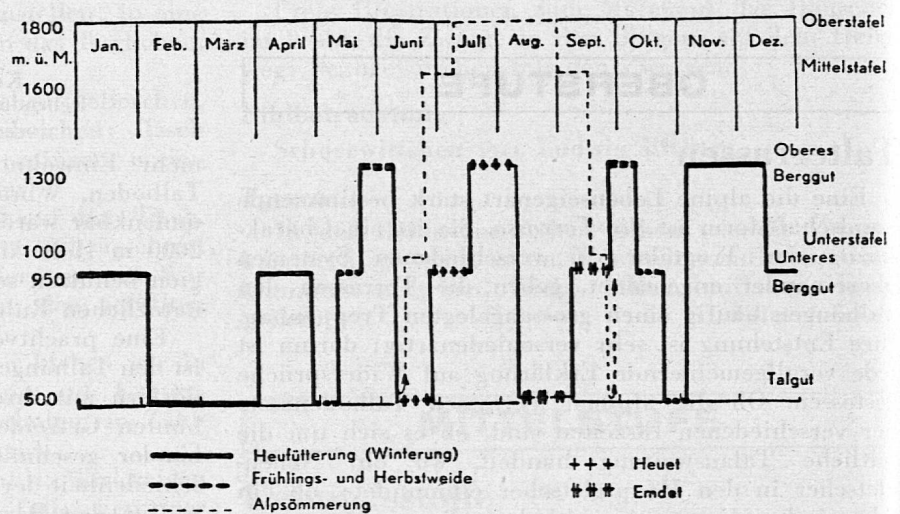 1800
m. ü. M.
1600
1300
1000
950
500
Jan. Feb. März April Mai Juni Juli Aug. Sept. Okt. Nov. Dez.
Oberstafel
Mittelstafel
Oberes
Berggut
Unterstafel
Unteres
Berggut
Talgut
Heufütterung (Winterung)
Frühlings- und Herbstweide
Alpsömmerung
Heuet
Emdet